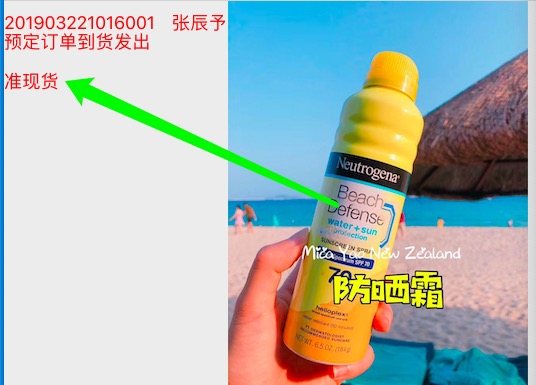 201903221016001 张辰予
预定订单到货发出
准现货
Neutrogena
Beach
Defense
water + sun
protection
SUNSCREEN SPRAY
SPECTRUM SPF 70
Mica Yao New Zealand
70
防晒霜
helioplex
NET WT. 6.5 OZ (184g)